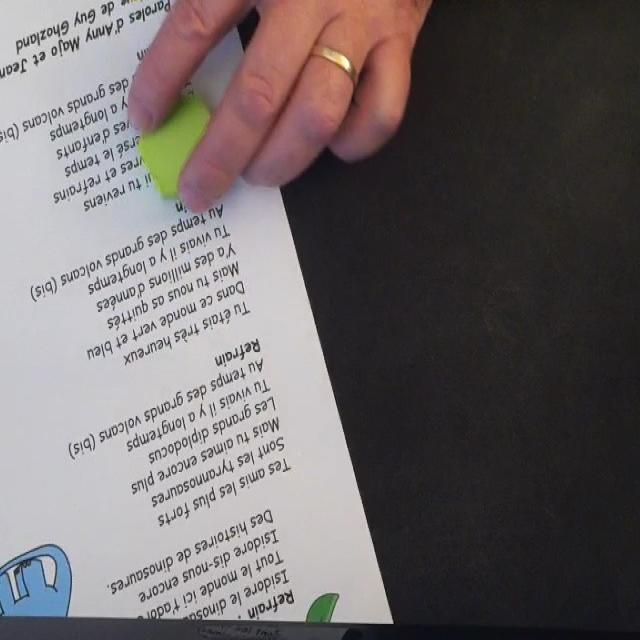 Refrain :
Isidore le
Tout le monde ici
Isidore dis-nous encore
Des histoires de dinosaures.
Tes amis les plus forts
Sont les tyrannosaures
Mais tu aimes encore plus
Les grands diplodocus
Tu vivais il y a longtemps
Au temps des grands volcans (bis)
Refrain
Tu étais très heureux
Dans ce monde vert et bleu
Mais tu nous as quittés
Y'a des millions d'années
Tu vivais il y a longtemps
Au temps des grands volcans (bis)
tu reviens
et refrains
le temps
d'enfants
y a longtemps
des grands volcans
Paroles d'Anny Majo et Jean
de Guy Ghozland